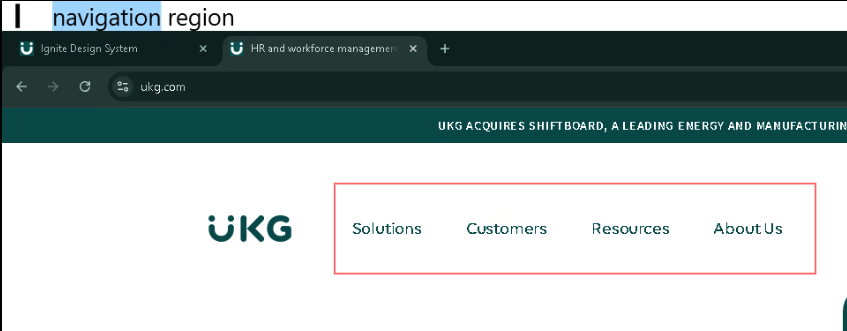 navigation region
Ignite Design System
HR and workforce managemen
ukg.com
UKG ACQUIRES SHIFTBOARD, A LEADING ENERGY AND MANUFACTURIN
UKG
Solutions Customers Resources About Us